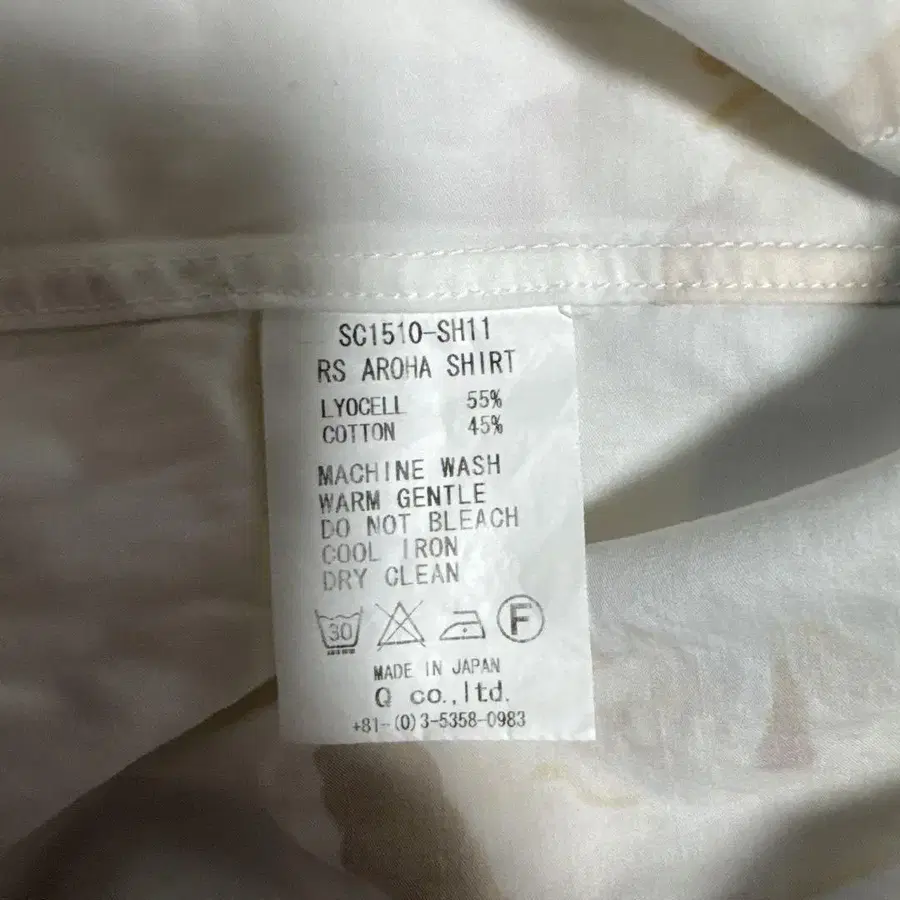 SC1510-SH11
RS AROHA SHIRT
LYOCELL 55%
COTTON 45%
MACHINE WASH
WARM GENTLE
DO NOT BLEACH
COOL IRON
DRY CLEAN
30 F
MADE IN JAPAN
Q co.,ltd.
+81-(0)3-5358-0983